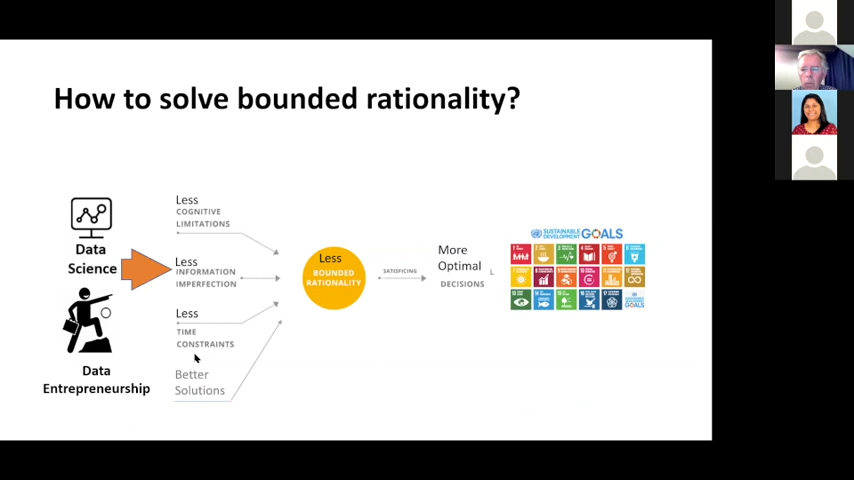 How to solve bounded rationality?
Data
Science
Data
Entrepreneurship
Less
COGNITIVE
LIMITATIONS
Less
INFORMATION
IMPERFECTION
Less
TIME
CONSTRAINTS
Better
Solutions
Less
BOUNDED
RATIONALITY
SATISFICING
More
Optimal
L
DECISIONS
SUSTAINABLE
DEVELOPMENT
GOALS